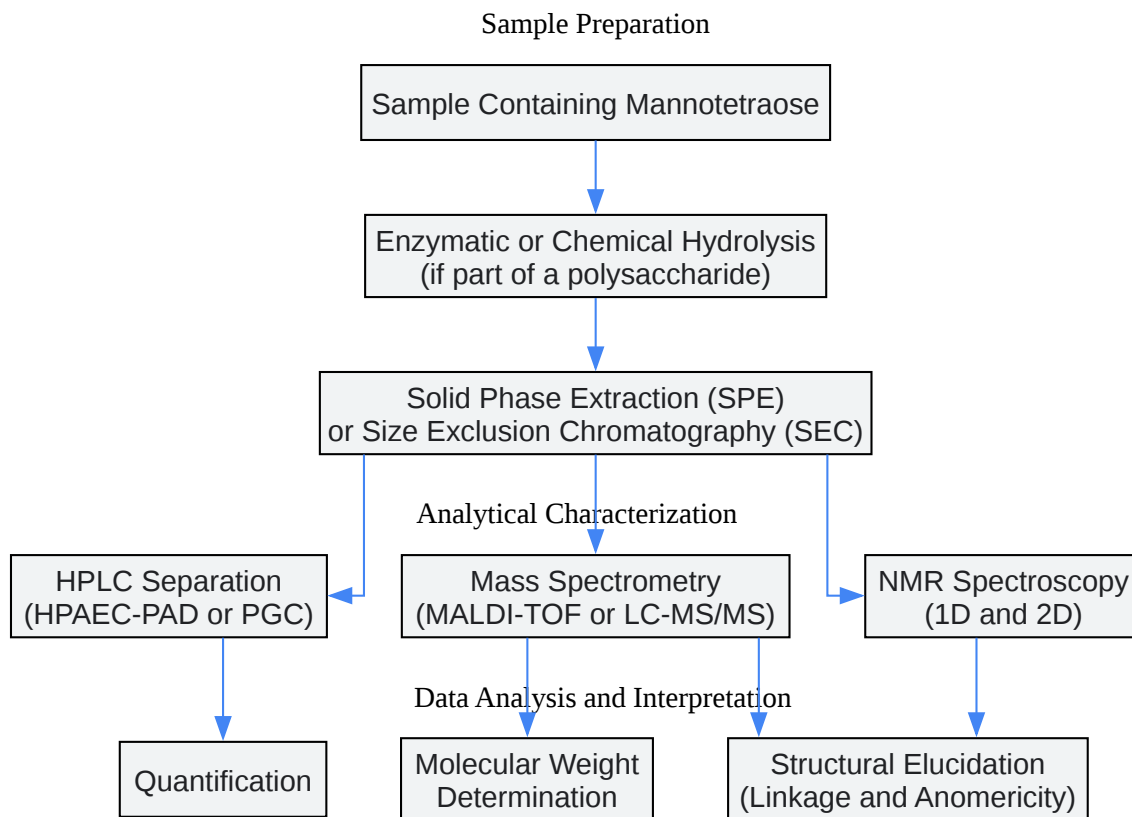 Sample Preparation
Sample Containing Mannotetraose
Enzymatic or Chemical Hydrolysis
(if part of a polysaccharide)
Solid Phase Extraction (SPE)
or Size Exclusion Chromatography (SEC)
Analytical Characterization
HPLC Separation
(HPAEC-PAD or PGC)
Mass Spectrometry
(MALDI-TOF or LC-MS/MS)
NMR Spectroscopy
(1D and 2D)
Data Analysis and Interpretation
Quantification
Molecular Weight
Determination
Structural Elucidation
(Linkage and Anomericity)